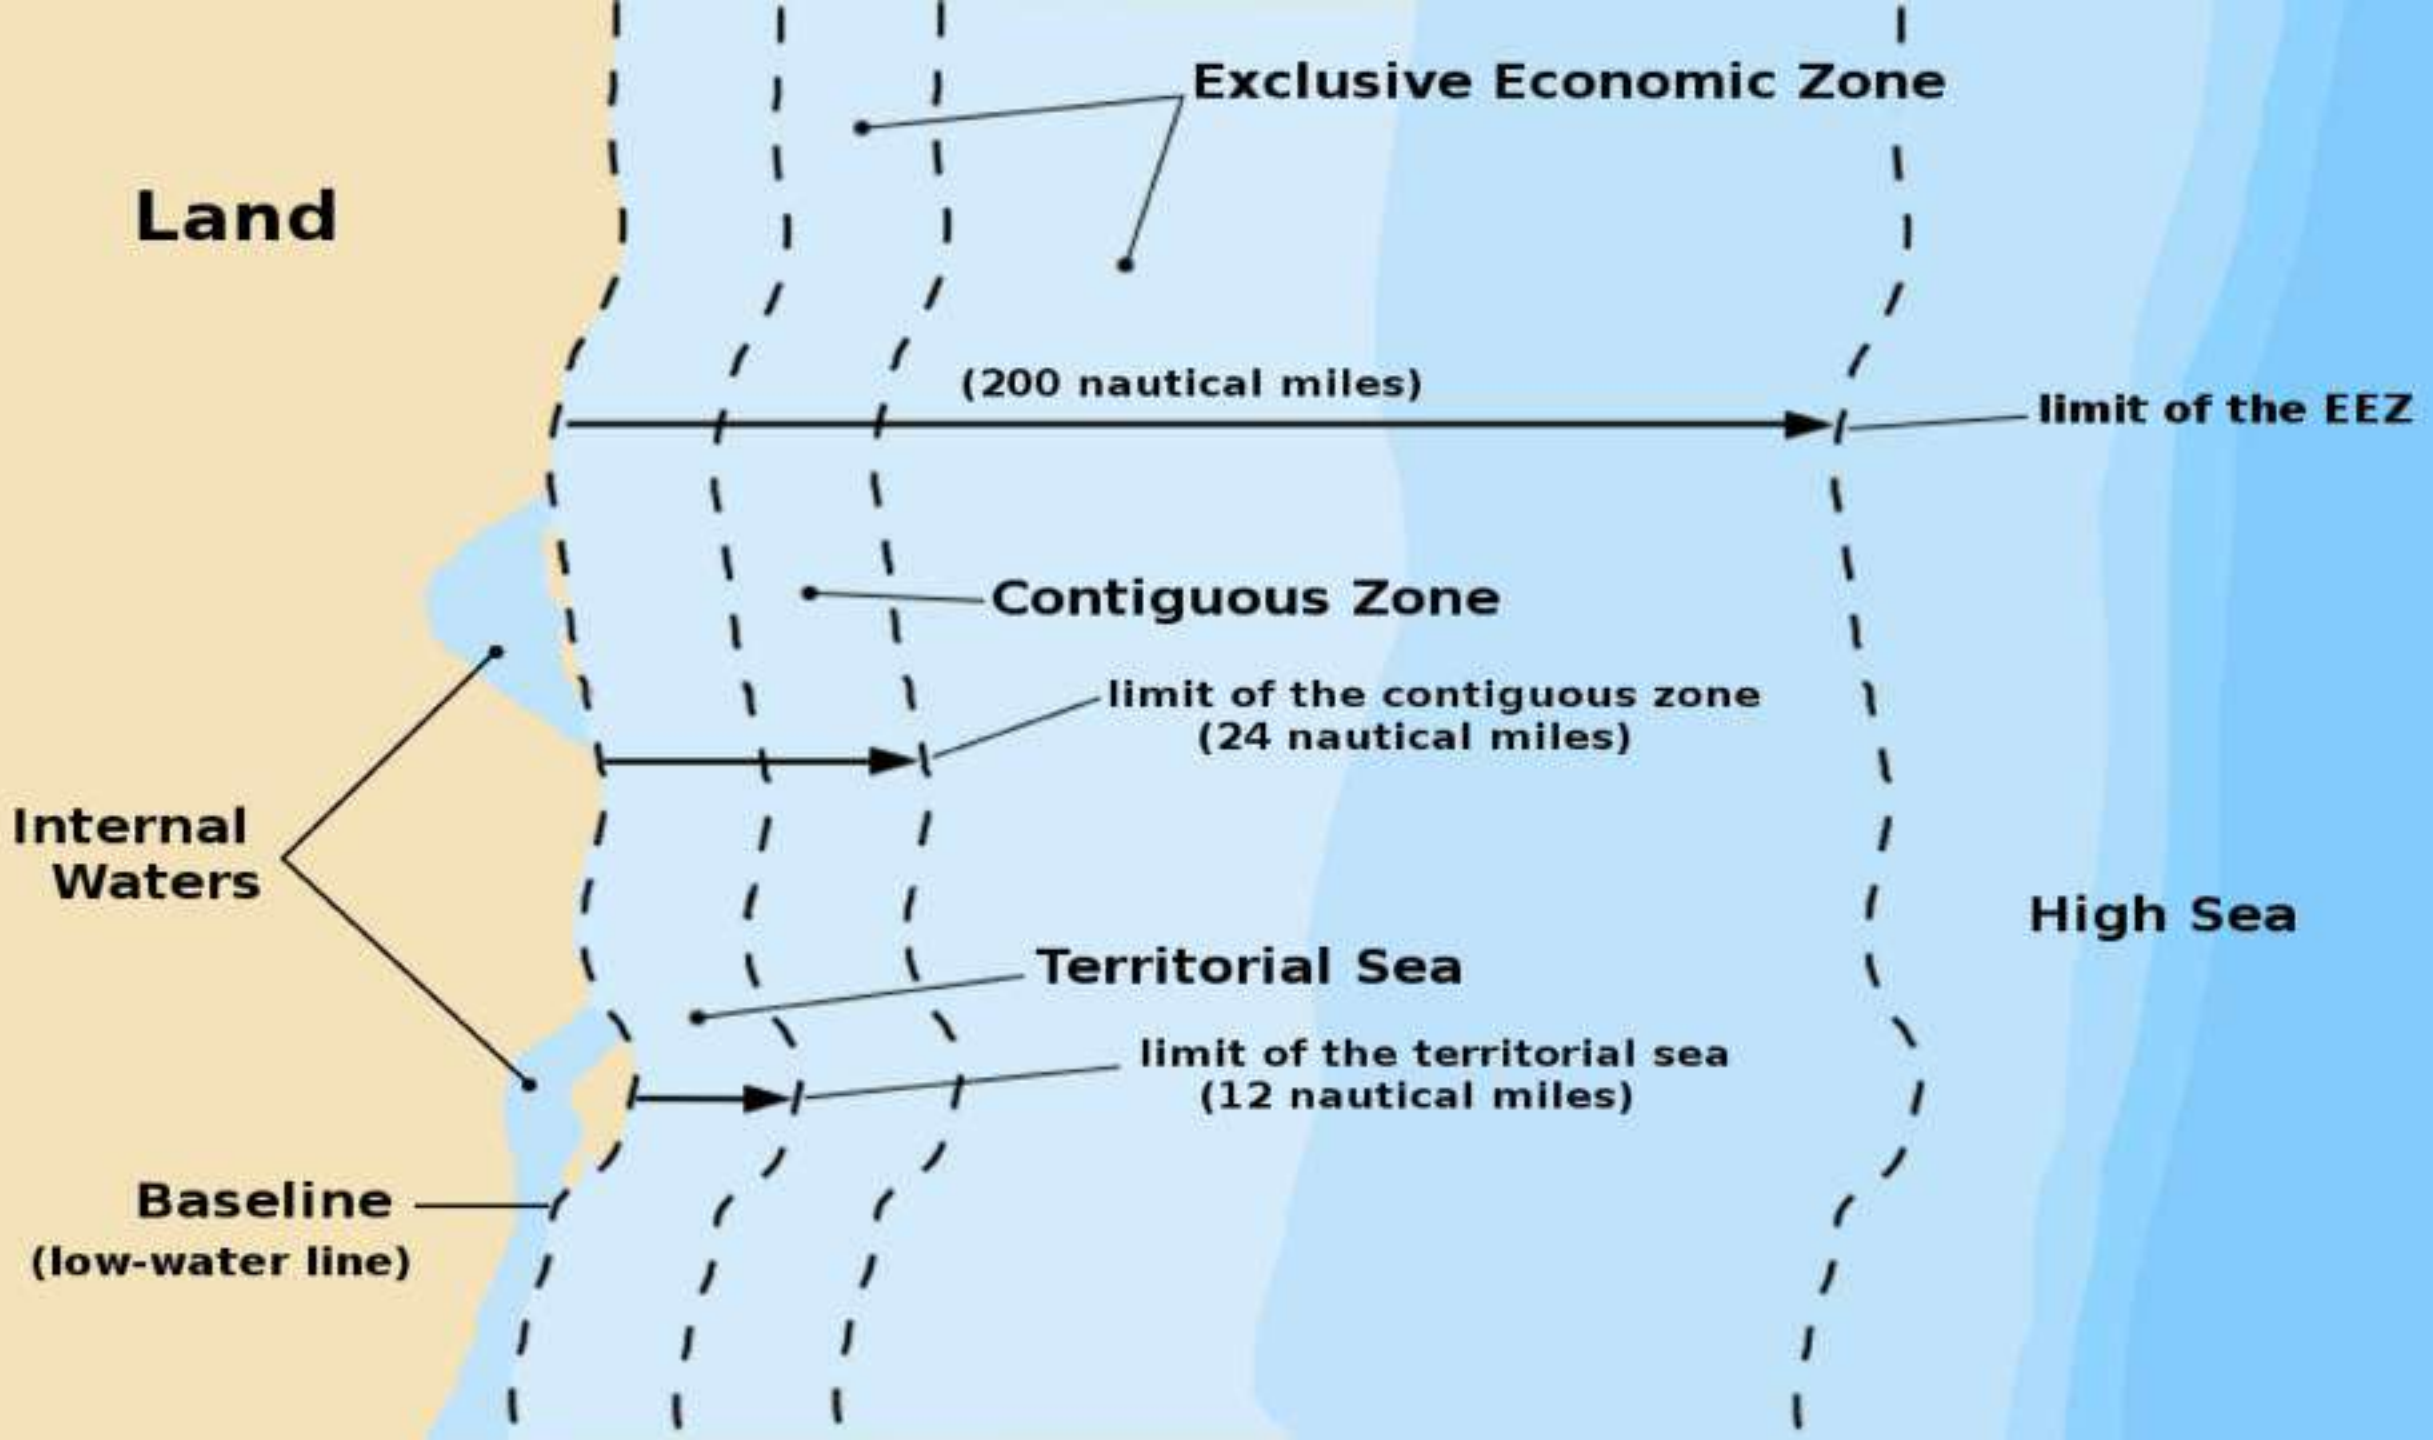 Exclusive Economic Zone
Land
(200 nautical miles)
limit of the EEZ
Contiguous Zone
limit of the contiguous zone
(24 nautical miles)
Internal
Waters
High Sea
Territorial Sea
limit of the territorial sea
(12 nautical miles)
Baseline
(low-water line)